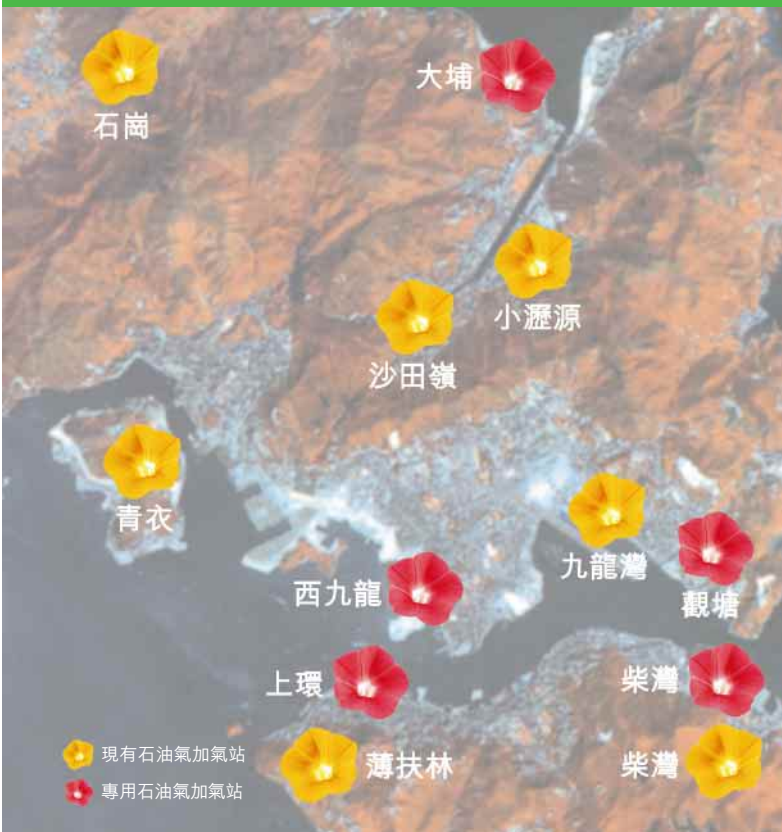 大埔
石崗
小瀝源
沙田嶺
青衣
九龍灣
西九龍
觀塘
上環
柴灣
薄扶林
柴灣
現有石油氣加氣站
專用石油氣加氣站